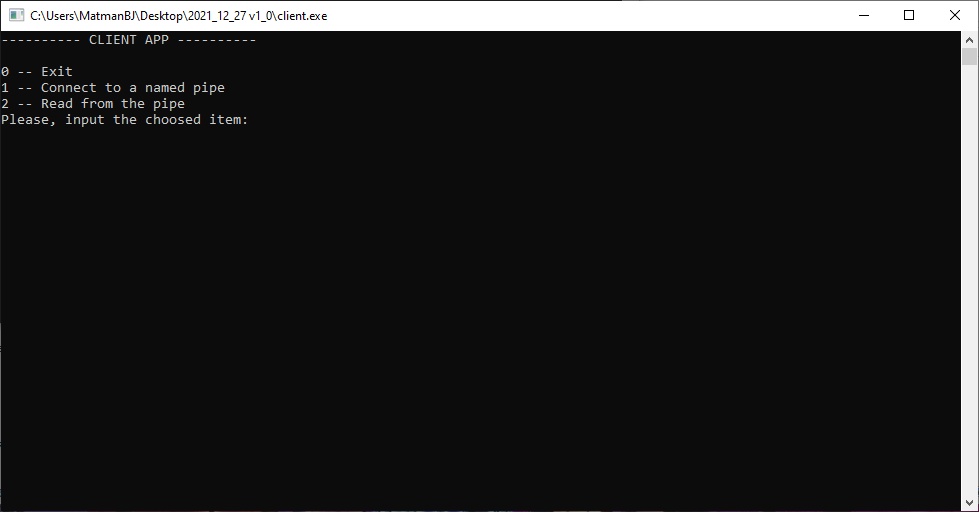 C:\Users\MatmanBJ\Desktop\2021_12_27 v1_0\client.exe
---------- CLIENT APP ----------
0 -- Exit
1 -- Connect to a named pipe
2 -- Read from the pipe
Please, input the choosed item: